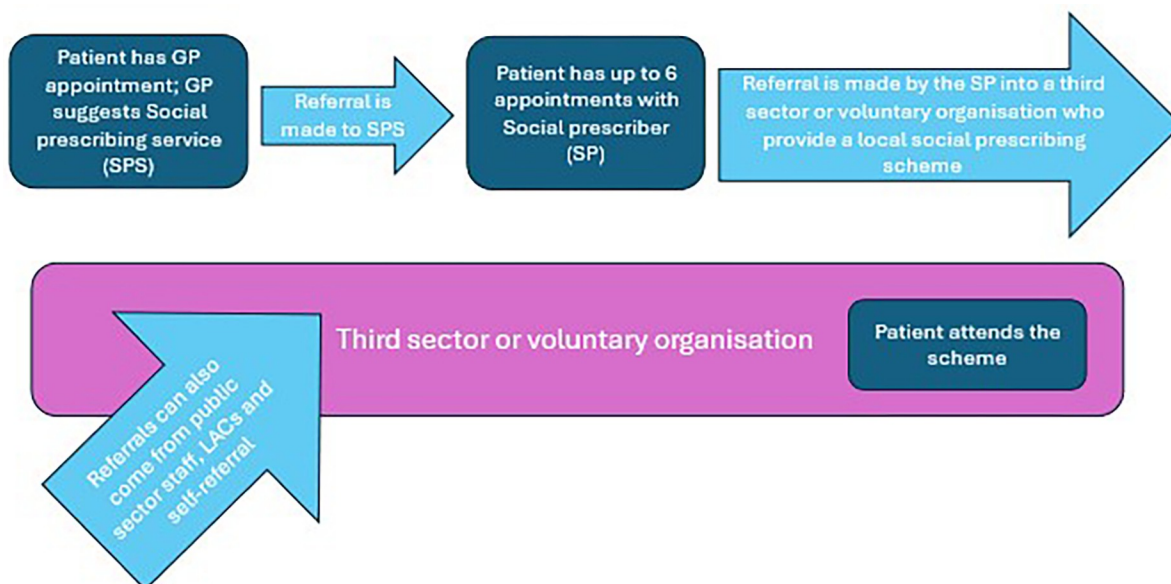 Patient has GP
appointment; GP
suggests Social
prescribing service
(SPS)
Referral is
made to SPS
Patient has up to 6
appointments with
Social prescriber
(SP)
Referral is made by the SP into a third
sector or voluntary organisation who
provide a local social prescribing
scheme
Third sector or voluntary organisation
Patient attends the
scheme
Referrals can also
come from public
sector staff, LACs and
self-referral